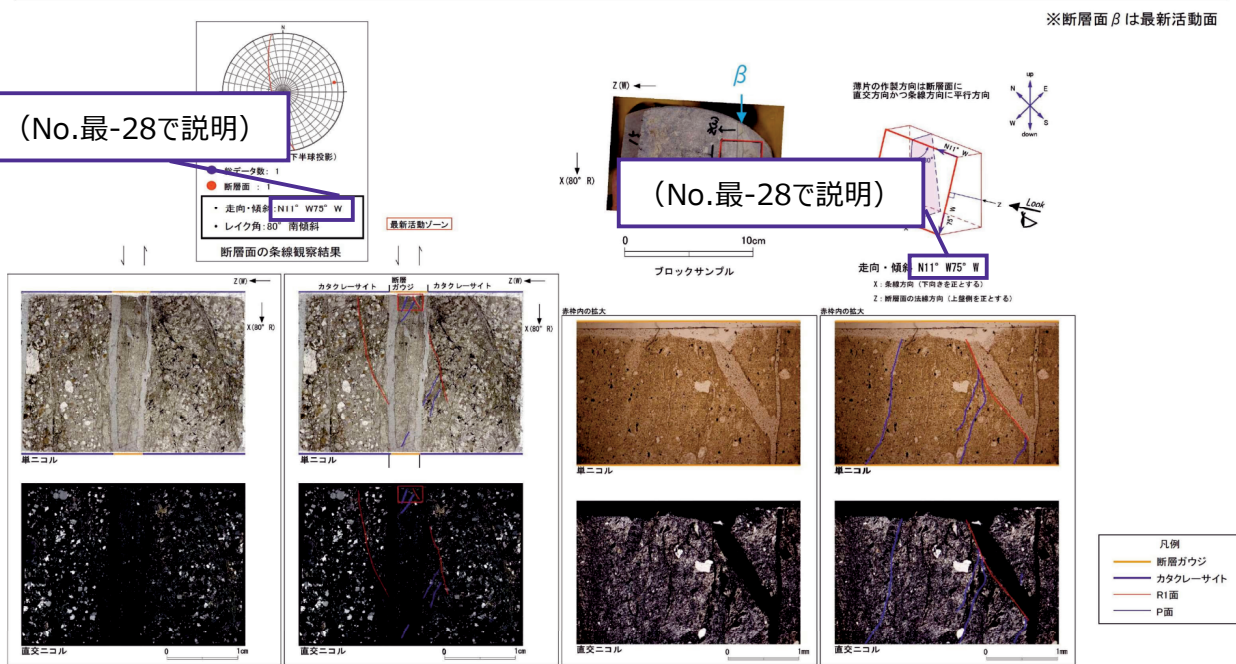 ※断層面βは最新活動面
N
(No.最-28で説明)
下半球投影)
データ数: 1
断層面 : 1
・ 走向・傾斜:N11°W75°W
・ レイク角:80°南傾斜
断層面の条線観察結果
最新活動ゾーン
Z(W)
β
X(80°R)
(No.最-28で説明)
0 10cm
ブロックサンプル
薄片の作製方向は断層面に
直交方向かつ条線方向に平行方向
up
N E
W S
down
N11°W
Z
Look
走向・傾斜 N11°W75°W
X : 条線方向 (下向きを正とする)
Z : 断層面の法線方向 (上盤側を正とする)
Z(W)
X(80°R)
単ニコル
直交ニコル
0 1cm
カタクレーサイト
断層
ガウジ
カタクレーサイト
Z(W)
X(80°R)
単ニコル
直交ニコル
0 1cm
赤枠内の拡大
単ニコル
直交ニコル
0 1mm
赤枠内の拡大
単ニコル
直交ニコル
0 1mm
凡例
断層ガウジ
カタクレーサイト
R1面
P面